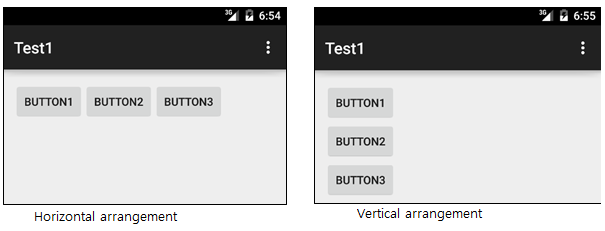 3G 6:54
Test1
BUTTON1 BUTTON2 BUTTON3
Horizontal arrangement
3G 6:55
Test1
BUTTON1
BUTTON2
BUTTON3
Vertical arrangement